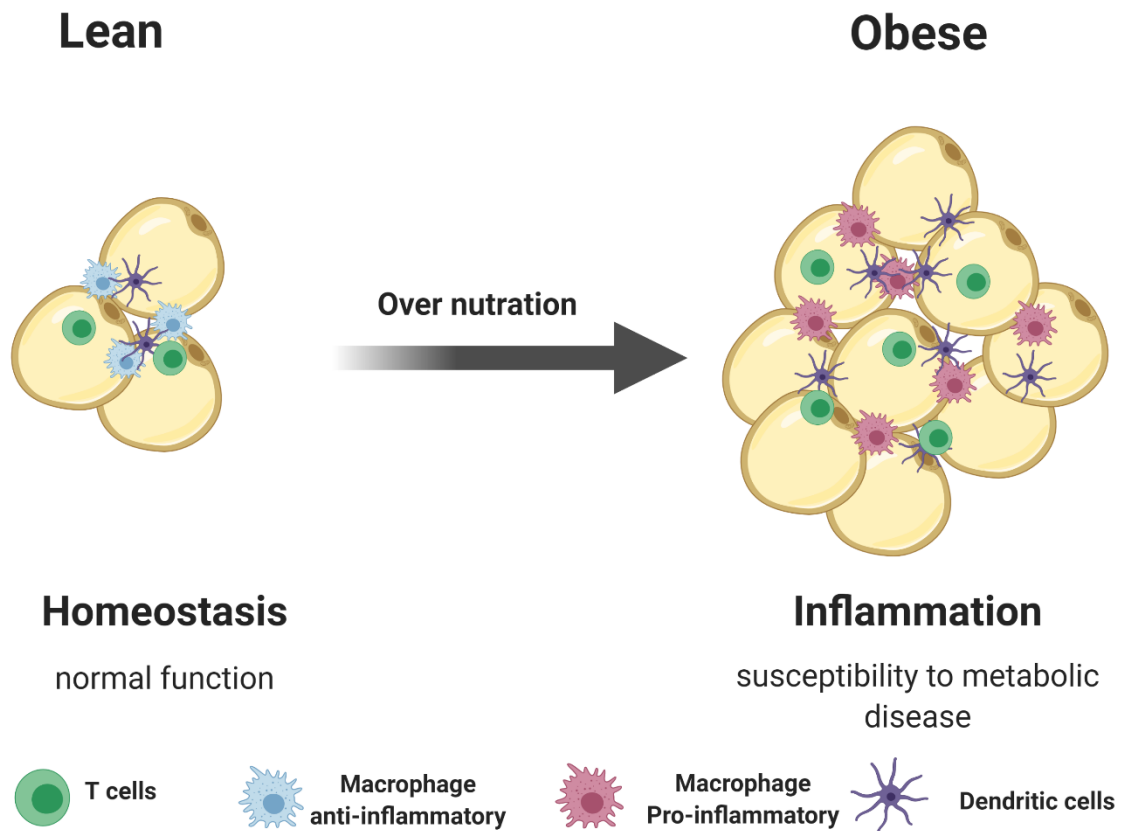 Lean
Obese
Over nutration
Homeostasis
normal function
Inflammation
susceptibility to metabolic
disease
T cells
Macrophage
anti-inflammatory
Macrophage
Pro-inflammatory
Dendritic cells